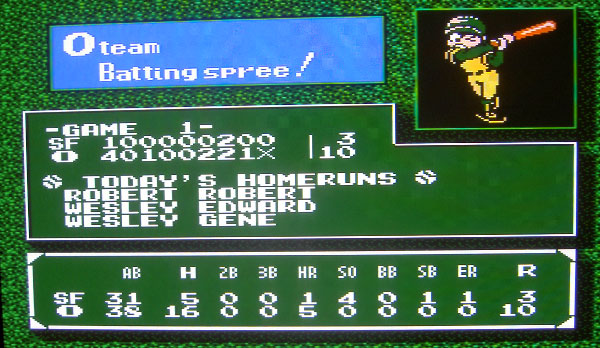 O team
Batting spree!
-GAME 1-
SF 100000200 | 3
O 40100221X | 10
TODAY'S HOMERUNS
ROBERT ROBERT
WESLEY EDWARD
WESLEY GENE
AB H 2B 3B HR SO BB SB ER R
SF 31 5 0 0 1 4 0 1 1 3
O 38 16 0 0 5 0 0 0 0 10